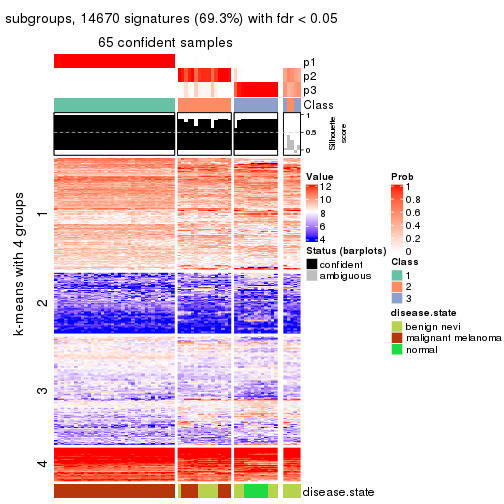 subgroups, 14670 signatures (69.3%) with fdr < 0.05
65 confident samples
p1
p2
p3
Class
1
0.5
0
Silhouette
score
k-means with 4 groups
1
2
3
4
disease.state
Value
12
10
8
6
4
Status (barplots)
confident
ambiguous
Prob
1
0.8
0.6
0.4
0.2
0
Class
1
2
3
disease.state
benign nevi
malignant melanoma
normal